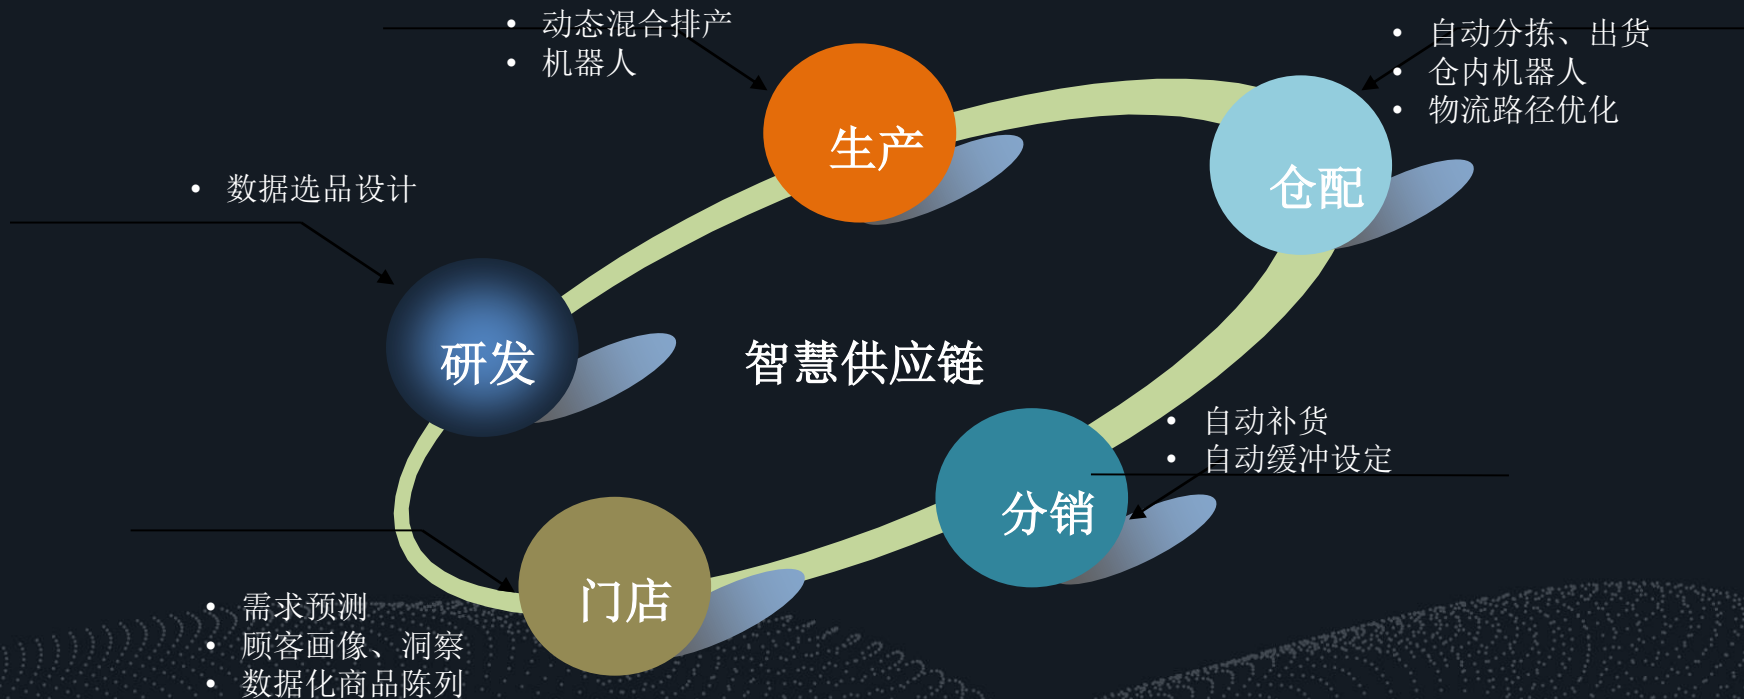 • 动态混合排产
• 机器人
生产
• 自动分拣、出货
• 仓内机器人
• 物流路径优化
仓配
• 数据选品设计
研发
智慧供应链
• 自动补货
• 自动缓冲设定
分销
门店
• 需求预测
• 顾客画像、洞察
• 数据化商品陈列